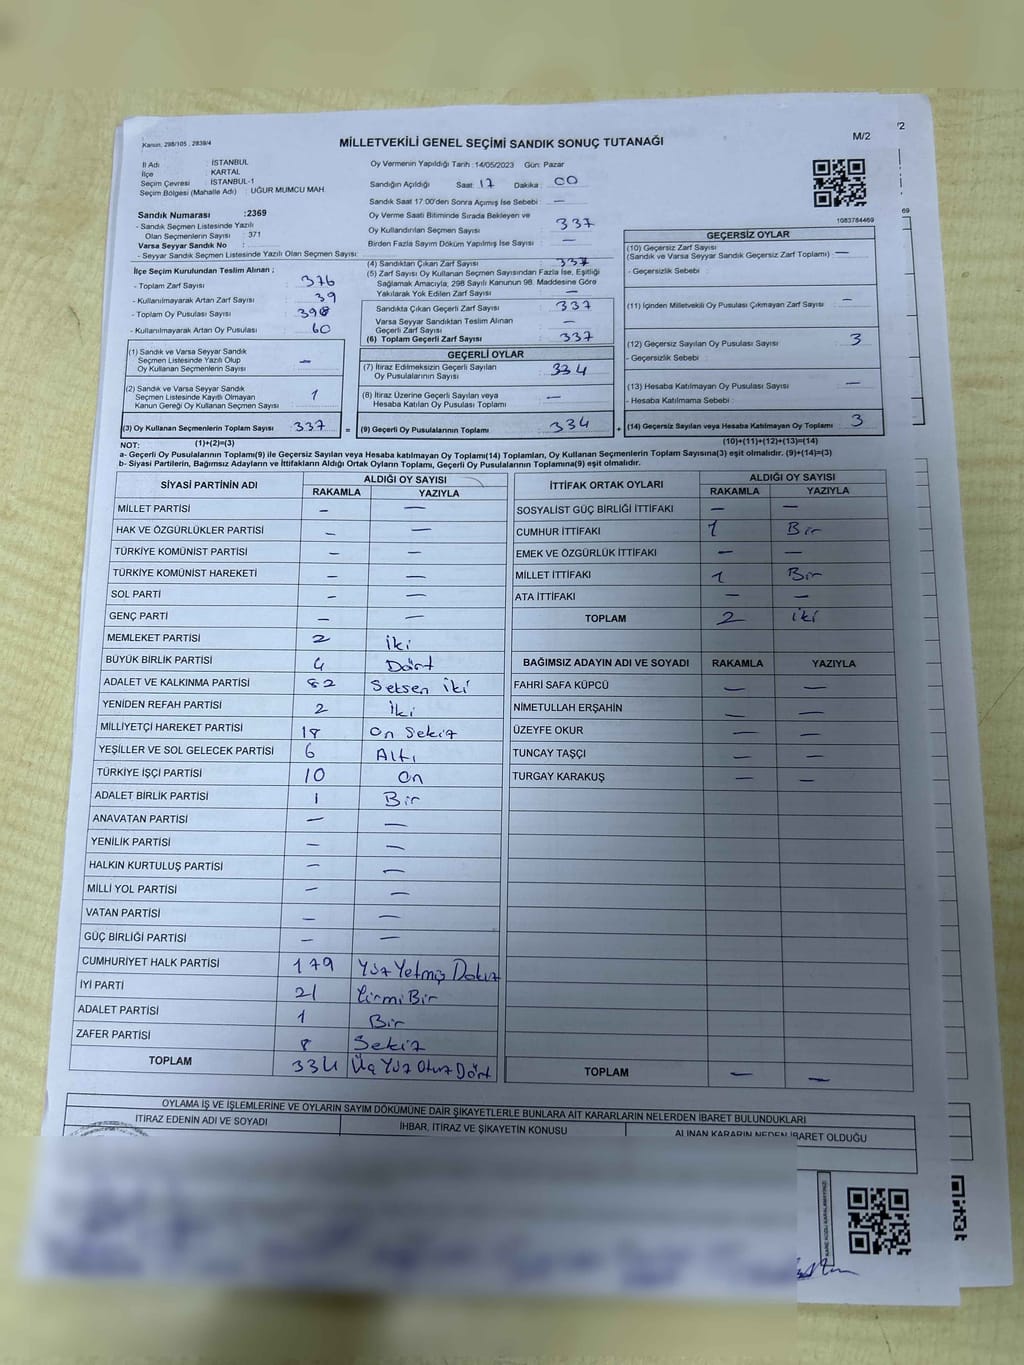 Kanun, 298/105 , 2839/4
MİLLETVEKİLİ GENEL SEÇİMİ SANDIK SONUÇ TUTANAĞI
M/2
/2
İl Adı : İSTANBUL
İlçe : KARTAL
Seçim Çevresi : İSTANBUL-1
Seçim Bölgesi (Mahalle Adı) : UĞUR MUMCU MAH.
Oy Vermenin Yapıldığı Tarih :14/05/2023 Gün: Pazar
Sandığın Açıldığı Saat: 17 Dakika : 00
Sandık Saat 17.00'den Sonra Açımış İse Sebebi : —
Sandık Numarası :2369
- Sandık Seçmen Listesinde Yazılı
Olan Seçmenlerin Sayısı : 371
Varsa Seyyar Sandık No :
- Seyyar Sandık Seçmen Listesinde Yazılı Olan Seçmen Sayısı:
Oy Verme Saati Bitiminde Sırada Bekleyen ve
Oy Kullandırılan Seçmen Sayısı : 337
Birden Fazla Sayım Döküm Yapılmış İse Sayısı : —
1083784469
69
İlçe Seçim Kurulundan Teslim Alınan ;
- Toplam Zarf Sayısı : 376
- Kullanılmayarak Artan Zarf Sayısı : 39
- Toplam Oy Pusulası Sayısı : 398
- Kullanılmayarak Artan Oy Pusulası : 60
(4) Sandıktan Çıkan Zarf Sayısı : 337
(5) Zarf Sayısı Oy Kullanan Seçmen Sayısından Fazla İse, Eşitliği
Sağlamak Amacıyla; 298 Sayılı Kanunun 98. Maddesine Göre
Yakılarak Yok Edilen Zarf Sayısı : —
Sandıkta Çıkan Geçerli Zarf Sayısı : 337
Varsa Seyyar Sandıktan Teslim Alınan
Geçerli Zarf Sayısı : —
(6) Toplam Geçerli Zarf Sayısı : 337
GEÇERSİZ OYLAR
(10) Geçersiz Zarf Sayısı
(Sandık ve Varsa Seyyar Sandık Geçersiz Zarf Toplamı) : —
- Geçersizlik Sebebi :
(11) İçinden Milletvekili Oy Pusulası Çıkmayan Zarf Sayısı : —
(12) Geçersiz Sayılan Oy Pusulası Sayısı : 3
- Geçersizlik Sebebi :
(13) Hesaba Katılmayan Oy Pusulası Sayısı : —
- Hesaba Katılmama Sebebi :
(14) Geçersiz Sayılan veya Hesaba Katılmayan Oy Toplamı : 3
(1) Sandık ve Varsa Seyyar Sandık
Seçmen Listesinde Yazılı Olup
Oy Kullanan Seçmenlerin Sayısı : —
(2) Sandık ve Varsa Seyyar Sandık
Seçmen Listesinde Kayıtlı Olmayan
Kanun Gereği Oy Kullanan Seçmen Sayısı : 1
(3) Oy Kullanan Seçmenlerin Toplam Sayısı : 337 =
GEÇERLİ OYLAR
(7) İtiraz Edilmeksizin Geçerli Sayılan
Oy Pusulalarının Sayısı : 334
(8) İtiraz Üzerine Geçerli Sayılan veya
Hesaba Katılan Oy Pusulası Toplamı : —
(9) Geçerli Oy Pusulalarının Toplamı : 334 +
NOT: (1)+(2)=(3) (10)+(11)+(12)+(13)=(14)
a- Geçerli Oy Pusulalarının Toplamı(9) ile Geçersiz Sayılan veya Hesaba katılmayan Oy Toplamı(14) Toplamları, Oy Kullanan Seçmenlerin Toplam Sayısına(3) eşit olmalıdır. (9)+(14)=(3)
b- Siyasi Partilerin, Bağımsız Adayların ve İttifakların Aldığı Ortak Oyların Toplamı, Geçerli Oy Pusulalarının Toplamına(9) eşit olmalıdır.
SİYASİ PARTİNİN ADI ALDIĞI OY SAYISI
RAKAMLA YAZIYLA
MİLLET PARTİSİ — —
HAK VE ÖZGÜRLÜKLER PARTİSİ — —
TÜRKİYE KOMÜNİST PARTİSİ — —
TÜRKİYE KOMÜNİST HAREKETİ — —
SOL PARTİ — —
GENÇ PARTİ — —
MEMLEKET PARTİSİ 2 İki
BÜYÜK BİRLİK PARTİSİ 4 Dört
ADALET VE KALKINMA PARTİSİ 82 Seksen İki
YENİDEN REFAH PARTİSİ 2 İki
MİLLİYETÇİ HAREKET PARTİSİ 18 On Sekiz
YEŞİLLER VE SOL GELECEK PARTİSİ 6 Altı
TÜRKİYE İŞÇİ PARTİSİ 10 On
ADALET BİRLİK PARTİSİ 1 Bir
ANAVATAN PARTİSİ — —
YENİLİK PARTİSİ — —
HALKIN KURTULUŞ PARTİSİ — —
MİLLİ YOL PARTİSİ — —
VATAN PARTİSİ — —
GÜÇ BİRLİĞİ PARTİSİ — —
CUMHURİYET HALK PARTİSİ 179 Yüz Yetmiş Dokuz
İYİ PARTİ 21 Yirmi Bir
ADALET PARTİSİ 1 Bir
ZAFER PARTİSİ 8 Sekiz
TOPLAM 334 Üç Yüz Otuz Dört
İTTİFAK ORTAK OYLARI ALDIĞI OY SAYISI
RAKAMLA YAZIYLA
SOSYALİST GÜÇ BİRLİĞİ İTTİFAKI — —
CUMHUR İTTİFAKI 1 Bir
EMEK VE ÖZGÜRLÜK İTTİFAKI — —
MİLLET İTTİFAKI 1 Bir
ATA İTTİFAKI — —
TOPLAM 2 iki
BAĞIMSIZ ADAYIN ADI VE SOYADI RAKAMLA YAZIYLA
FAHRİ SAFA KÜPCÜ — —
NİMETULLAH ERŞAHİN — —
ÜZEYFE OKUR — —
TUNCAY TAŞÇI — —
TURGAY KARAKUŞ — —
TOPLAM — —
OYLAMA İŞ VE İŞLEMLERİNE VE OYLARIN SAYIM DÖKÜMÜNE DAİR ŞİKAYETLERLE BUNLARA AİT KARARLARIN NELERDEN İBARET BULUNDUKLARI
İTİRAZ EDENİN ADI VE SOYADI İHBAR, İTİRAZ VE ŞİKAYETİN KONUSU ALINAN KARARIN NEDEN İBARET OLDUĞU